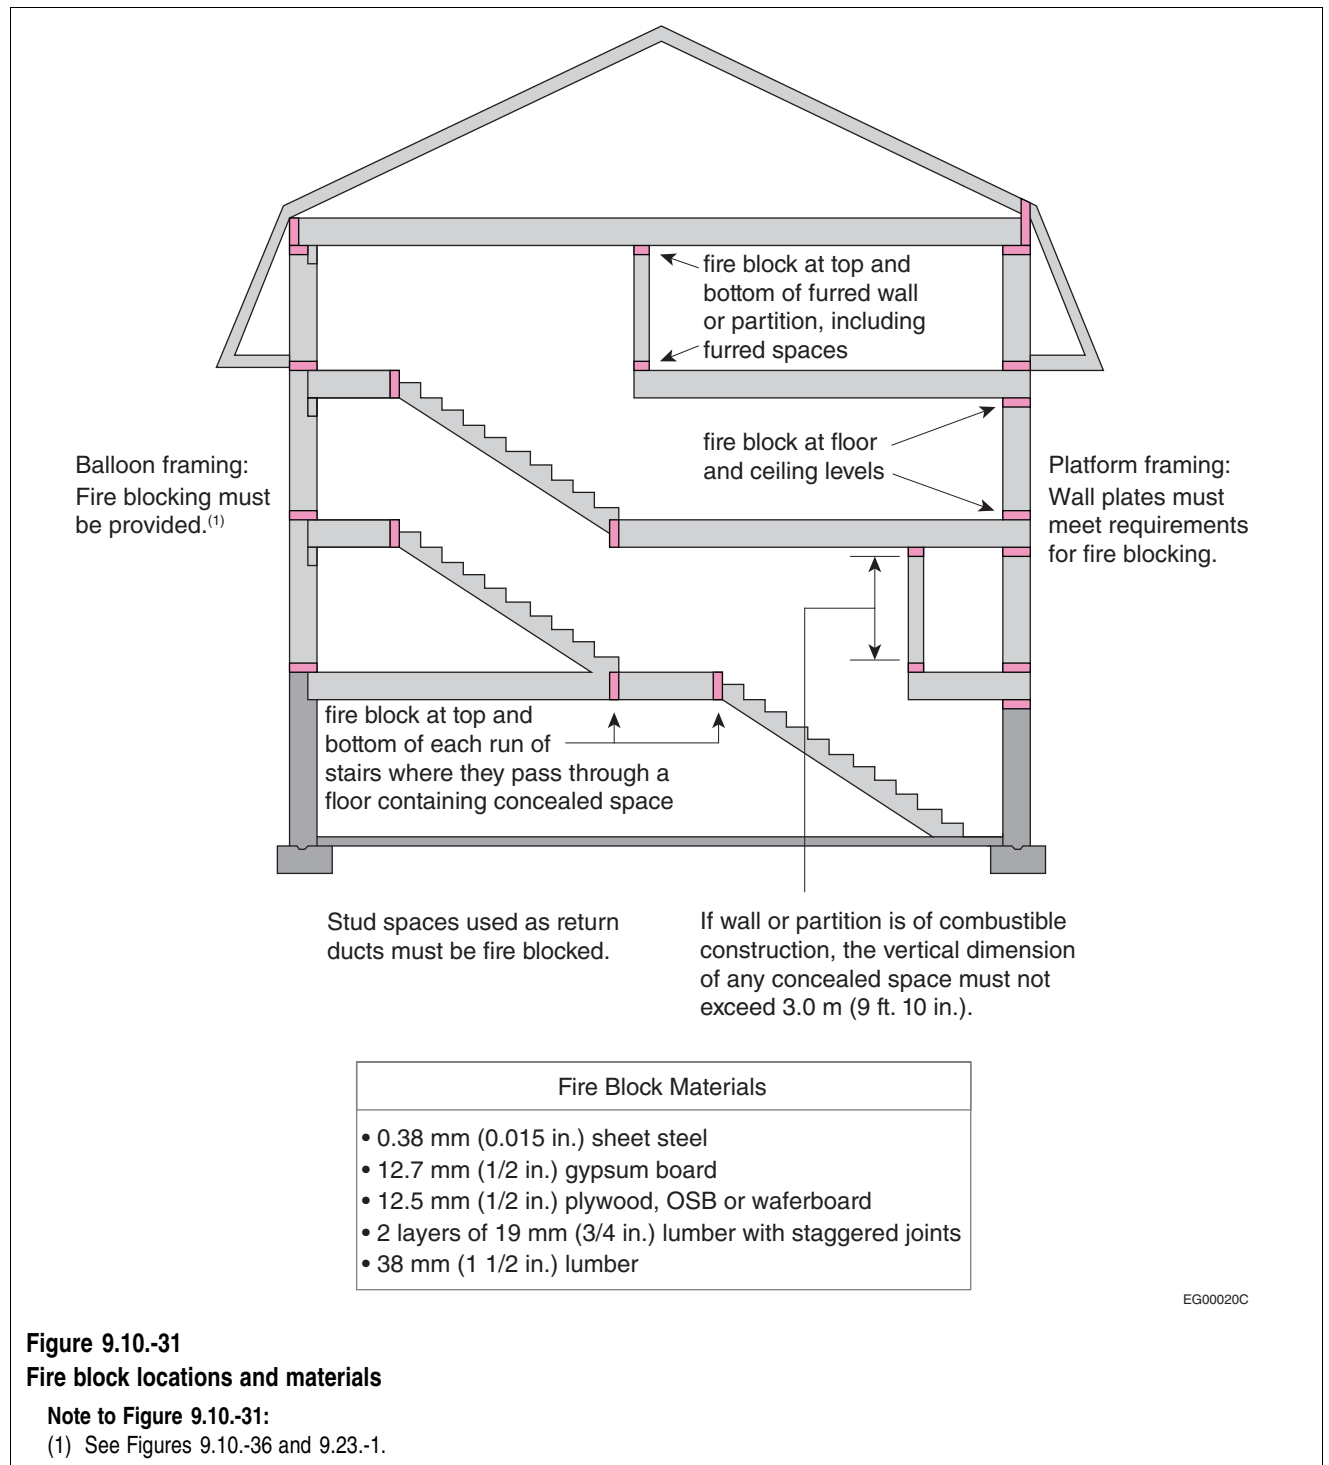 fire block at top and
bottom of furred wall
or partition, including
furred spaces
fire block at floor
and ceiling levels
Balloon framing:
Fire blocking must
be provided.(1)
Platform framing:
Wall plates must
meet requirements
for fire blocking.
fire block at top and
bottom of each run of
stairs where they pass through a
floor containing concealed space
Stud spaces used as return
ducts must be fire blocked.
If wall or partition is of combustible
construction, the vertical dimension
of any concealed space must not
exceed 3.0 m (9 ft. 10 in.).
Fire Block Materials
• 0.38 mm (0.015 in.) sheet steel
• 12.7 mm (1/2 in.) gypsum board
• 12.5 mm (1/2 in.) plywood, OSB or waferboard
• 2 layers of 19 mm (3/4 in.) lumber with staggered joints
• 38 mm (1 1/2 in.) lumber
EG00020C
Figure 9.10.-31
Fire block locations and materials
Note to Figure 9.10.-31:
(1) See Figures 9.10.-36 and 9.23.-1.